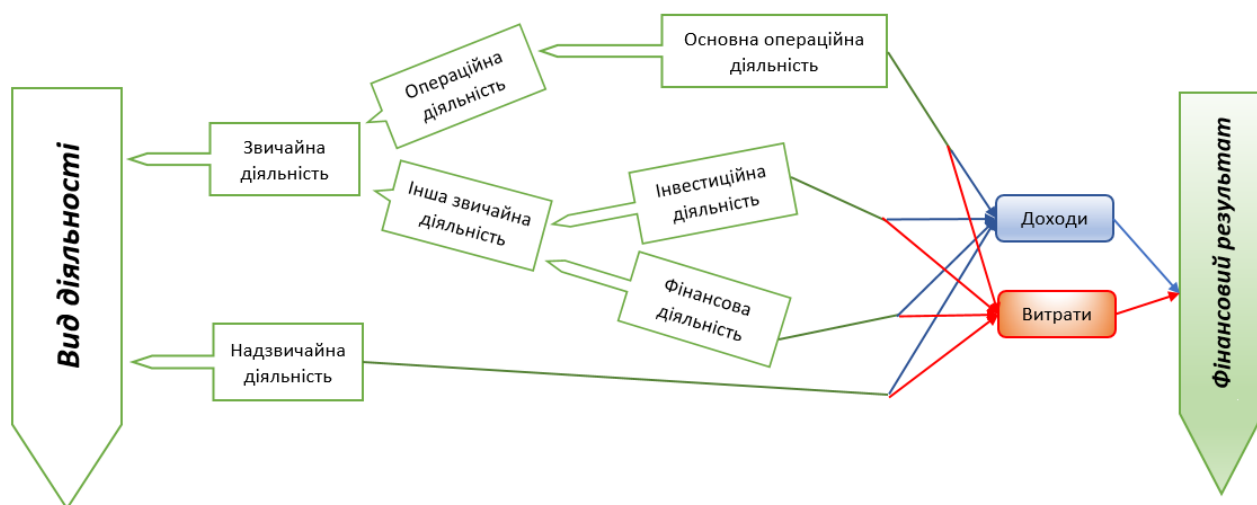 Вид діяльності
Звичайна
діяльність
Надзвичайна
діяльність
Операційна
діяльність
Інша звичайна
діяльність
Основна операційна
діяльність
Інвестиційна
діяльність
Фінансова
діяльність
Доходи
Витрати
Фінансовий результат